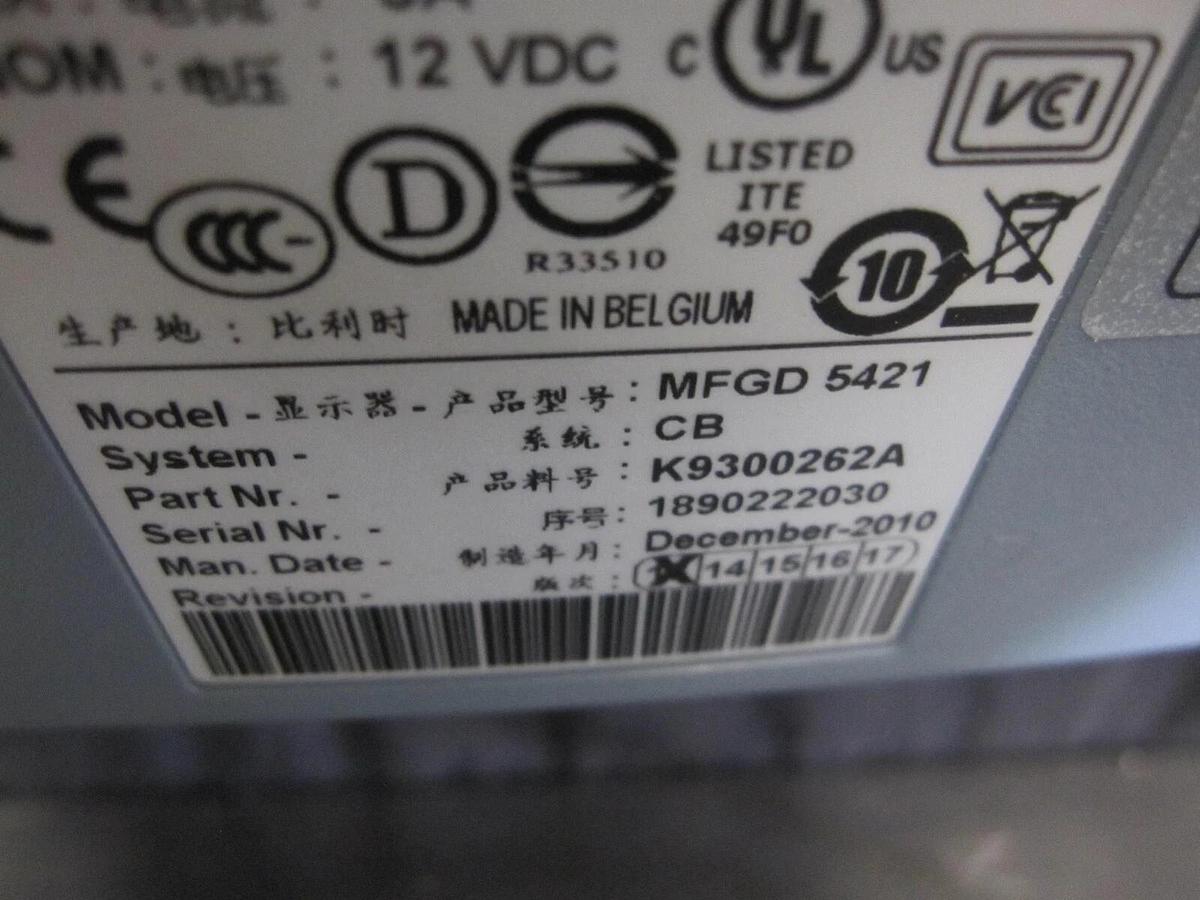 NOM : 电压 : 12 VDC
C UL US
VCCI
CE
CCC
D
LISTED
ITE
49F0
R33510
10
生产地 : 比利时 MADE IN BELGIUM
Model - 显示器 - 产品型号 : MFGD 5421
System - 系统 : CB
Part Nr. - 产品料号 : K9300262A
Serial Nr. - 序号 : 1890222030
Man. Date - 制造年月 : December-2010
Revision - 版次 : 14 15 16 17